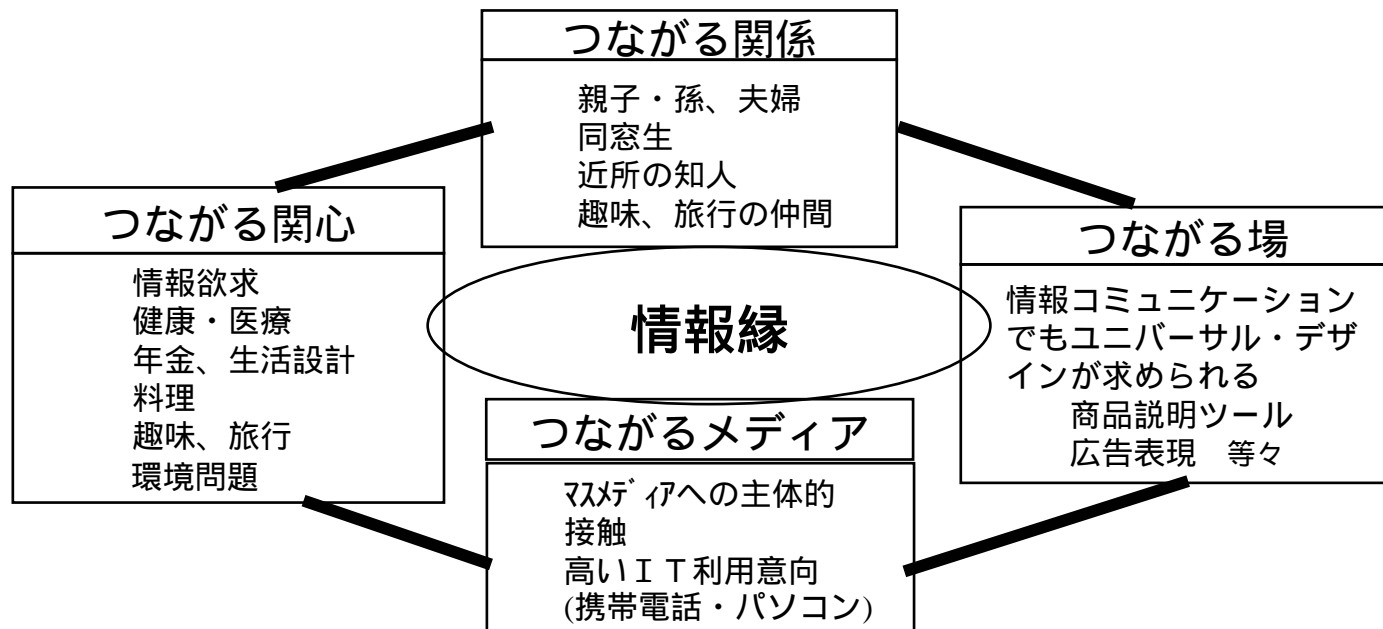 つながる関係
親子・孫、夫婦
同窓生
近所の知人
趣味、旅行の仲間
つながる関心
情報欲求
健康・医療
年金、生活設計
料理
趣味、旅行
環境問題
情報縁
つながる場
情報コミュニケーション
でもユニバーサル・デザ
インが求められる
商品説明ツール
広告表現　等々
つながるメディア
ﾏｽﾒﾃﾞｨｱへの主体的
接触
高いＩＴ利用意向
(携帯電話・パソコン)